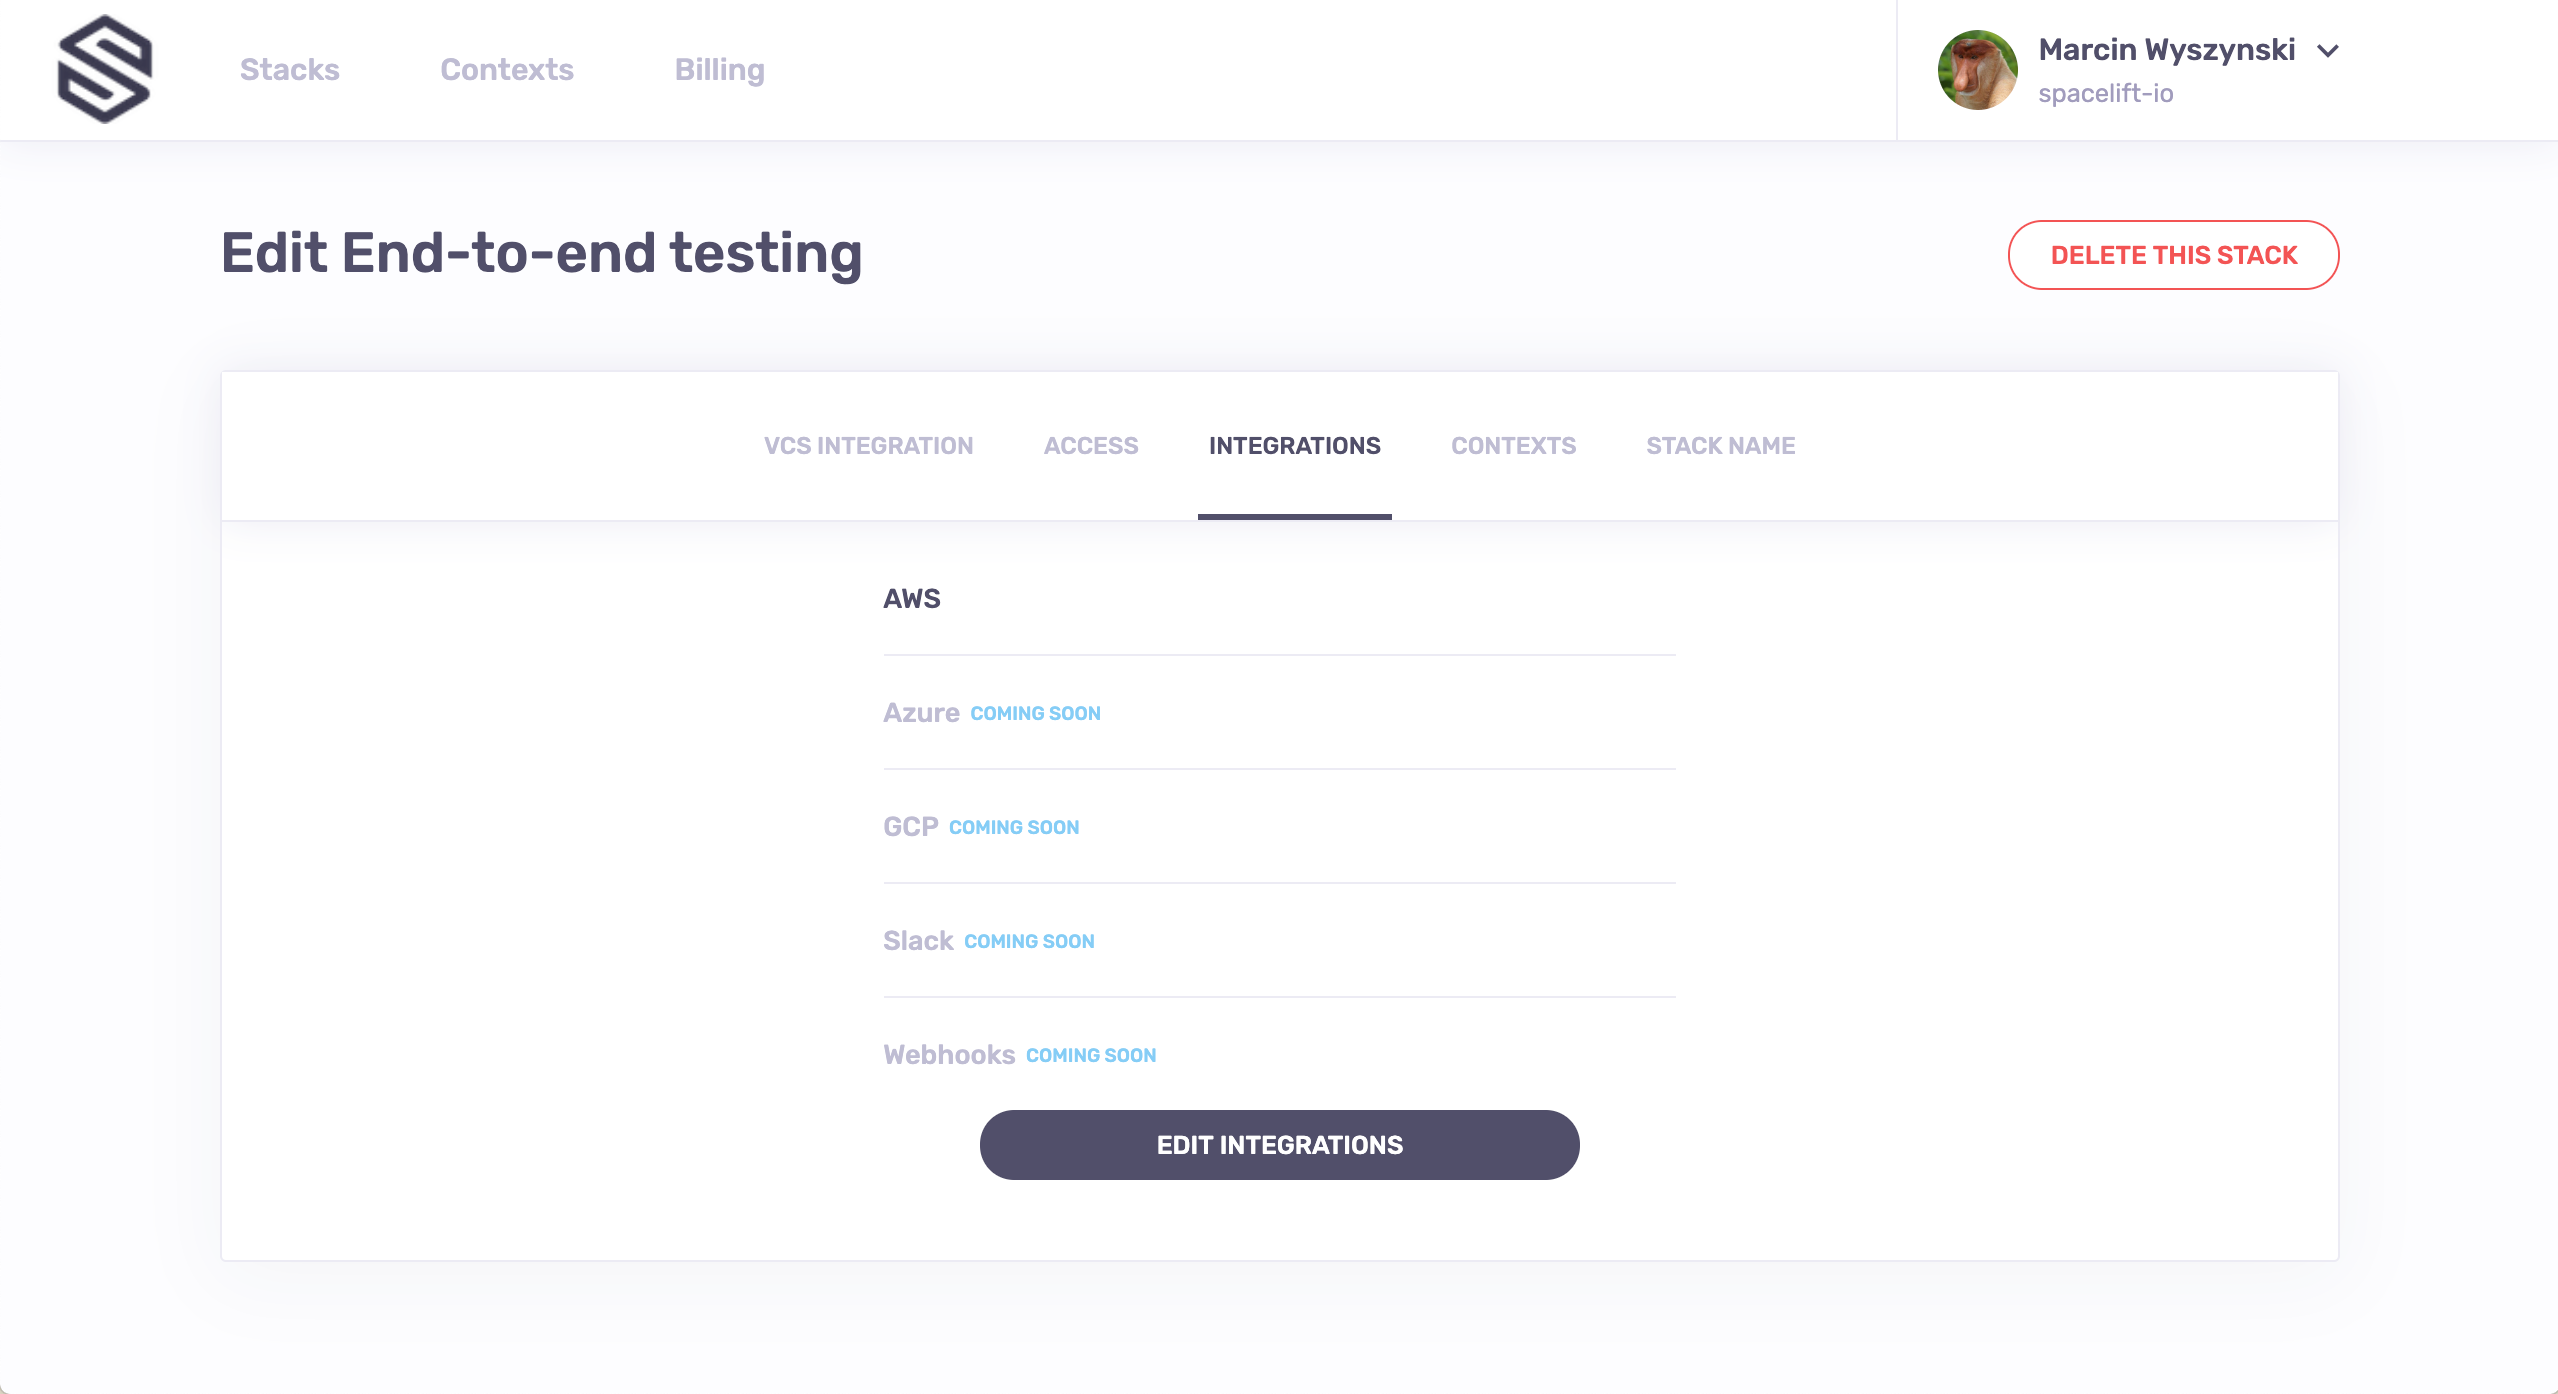 Stacks Contexts Billing
Marcin Wyszynski
spacelift-io
Edit End-to-end testing
DELETE THIS STACK
VCS INTEGRATION ACCESS INTEGRATIONS CONTEXTS STACK NAME
AWS
Azure COMING SOON
GCP COMING SOON
Slack COMING SOON
Webhooks COMING SOON
EDIT INTEGRATIONS